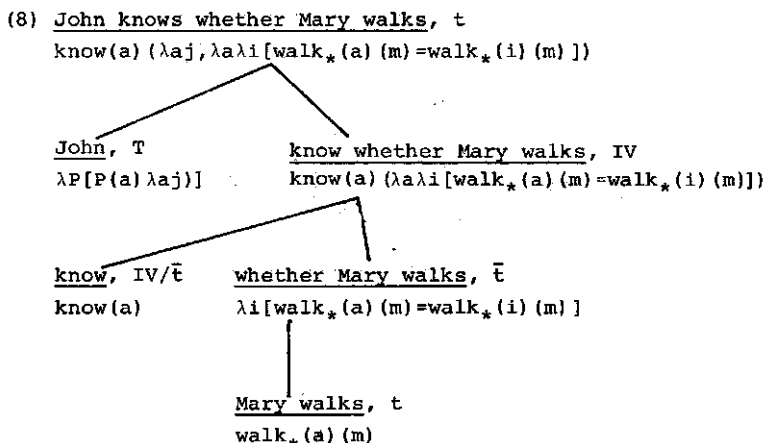 (8) John knows whether Mary walks, t
know(a) (λaj,λaλi[walk*(a)(m)=walk*(i)(m)])
John, T know whether Mary walks, IV
λP[P(a) λaj)] know(a)(λaλi[walk*(a)(m)=walk*(i)(m)])
know, IV/t̄ whether Mary walks, t̄
know(a) λi[walk*(a)(m)=walk*(i)(m)]
Mary walks, t
walk*(a)(m)